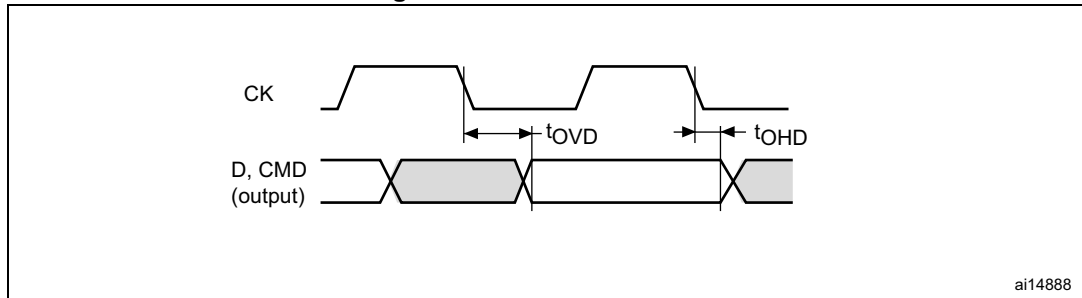 CK
tOVD
tOHD
D, CMD
(output)
ai14888